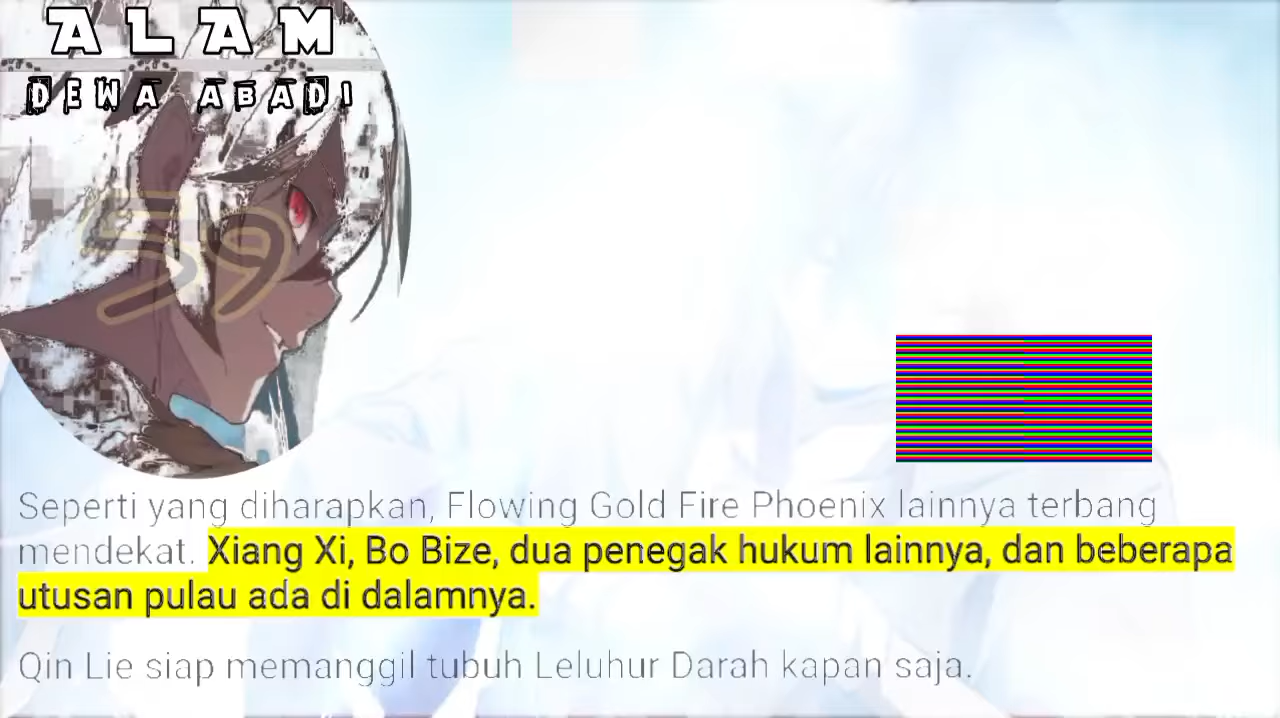 ALAM
DEWA ABADI
59
Seperti yang diharapkan, Flowing Gold Fire Phoenix lainnya terbang
mendekat. Xiang Xi, Bo Bize, dua penegak hukum lainnya, dan beberapa
utusan pulau ada di dalamnya.
Qin Lie siap memanggil tubuh Leluhur Darah kapan saja.